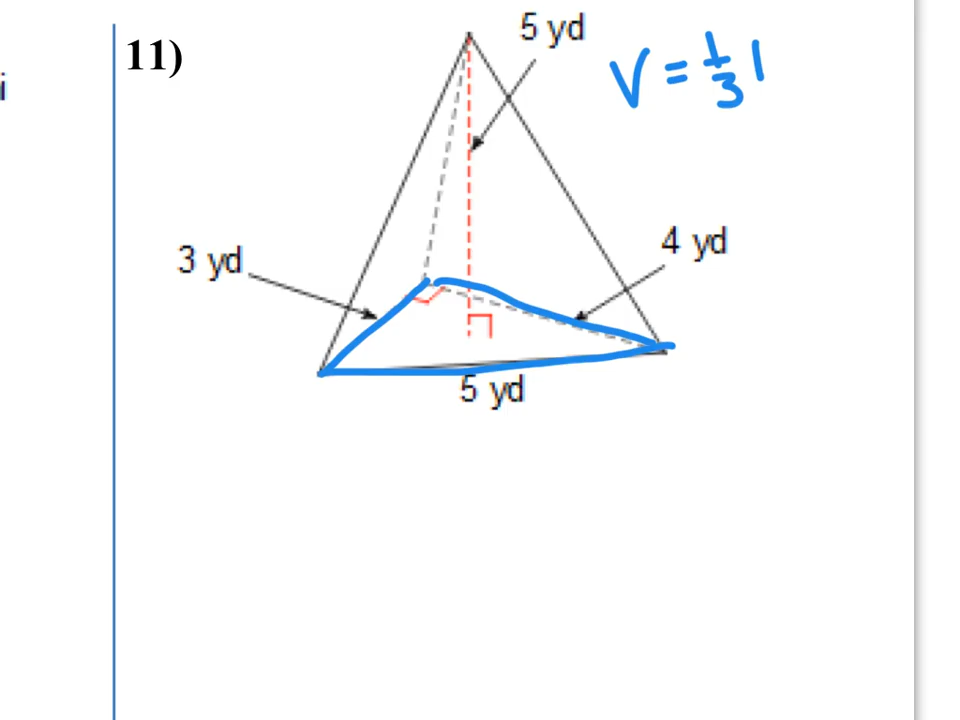 11)
5 yd
V = 1/3
3 yd
4 yd
5 yd
i